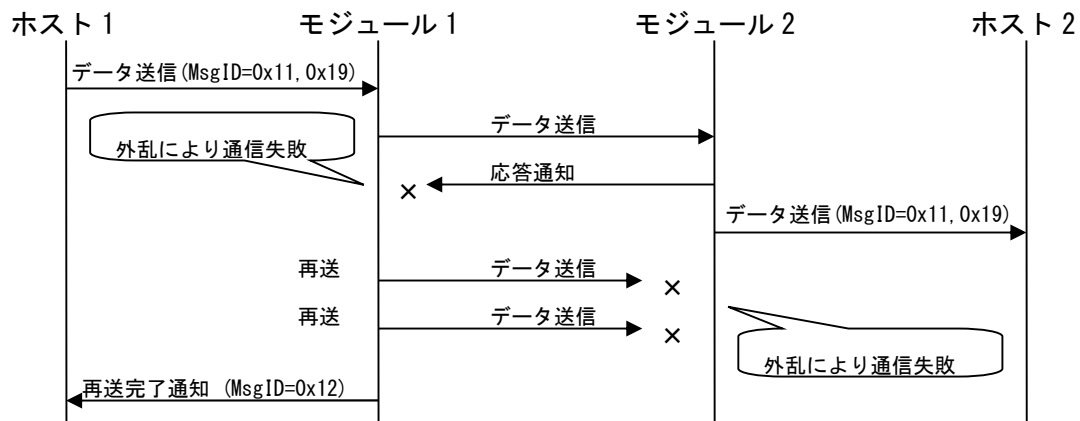 ホスト 1
モジュール 1
モジュール 2
ホスト 2
データ送信(MsgID=0x11,0x19)
データ送信
外乱により通信失敗
応答通知
×
データ送信(MsgID=0x11,0x19)
再送
データ送信
×
再送
データ送信
×
外乱により通信失敗
再送完了通知 (MsgID=0x12)